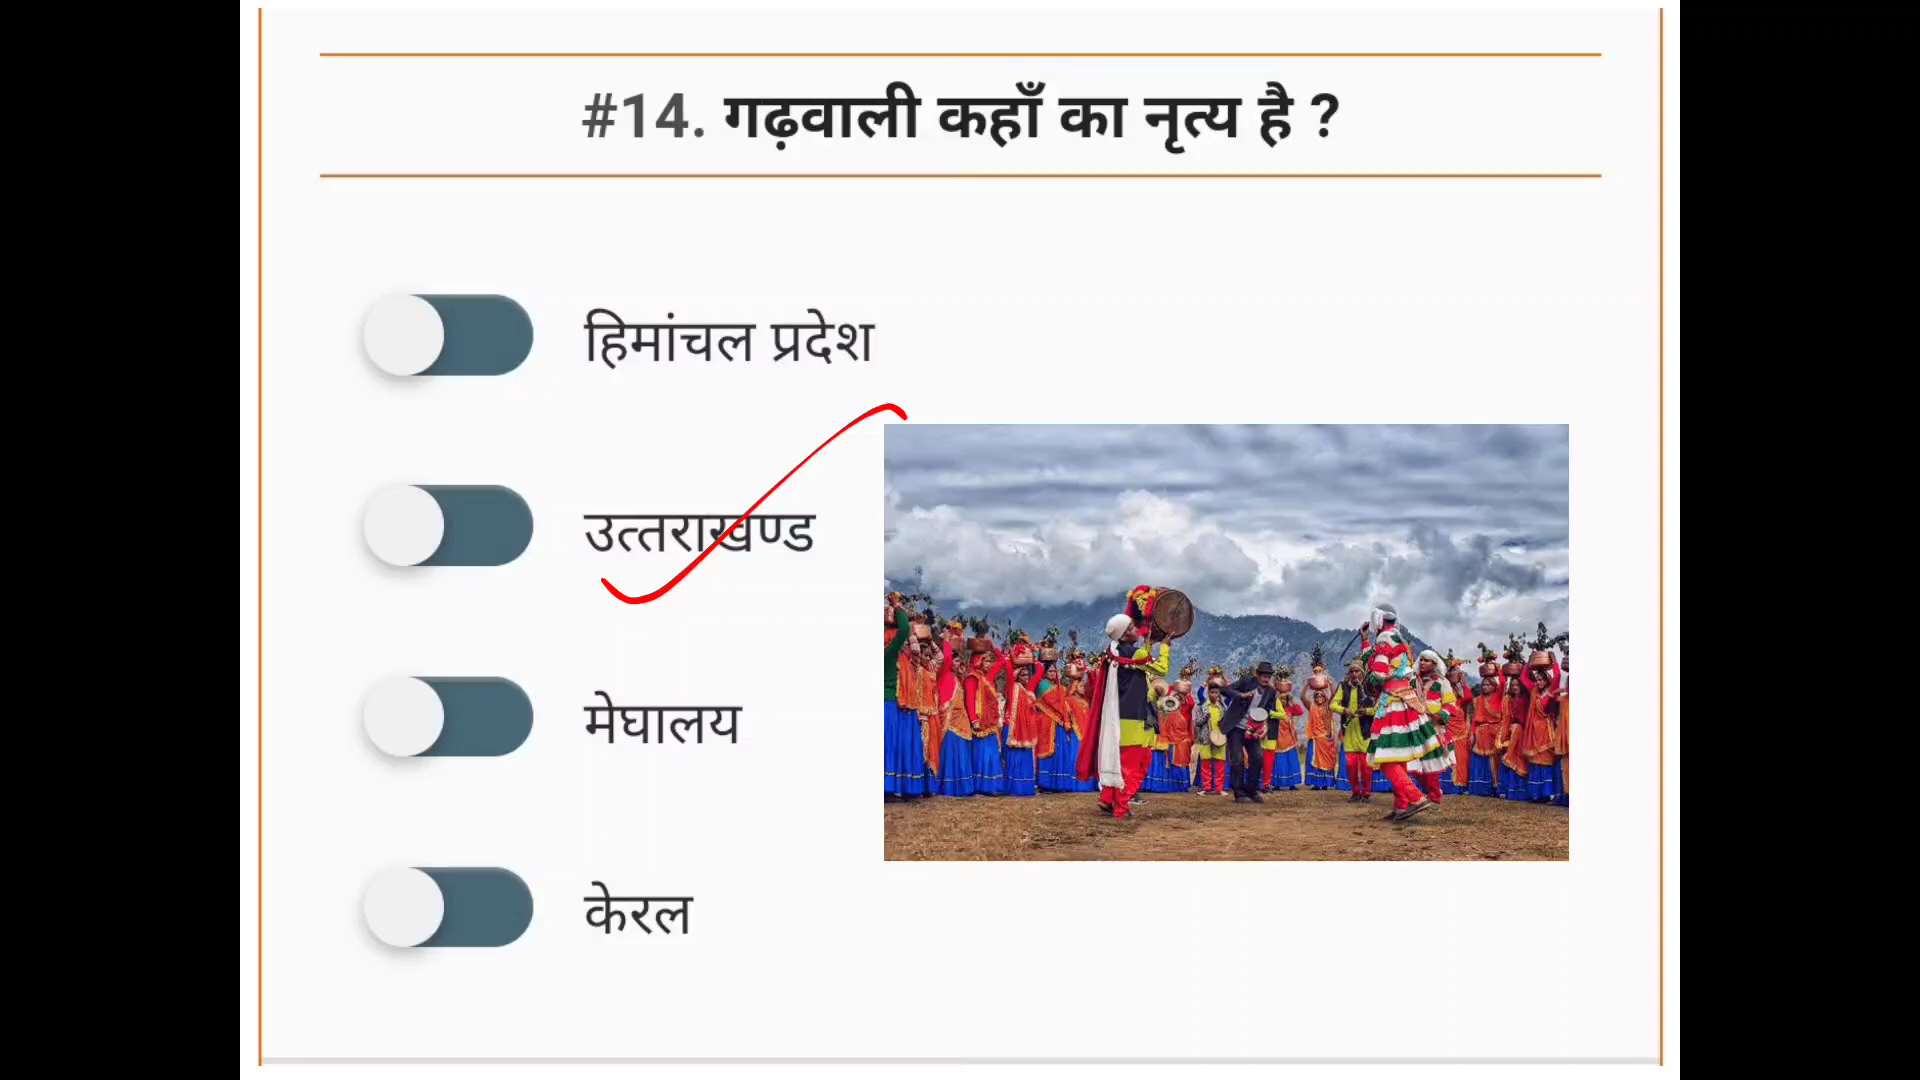 #14. गढ़वाली कहाँ का नृत्य है ?
हिमांचल प्रदेश
उत्तराखण्ड
मेघालय
केरल